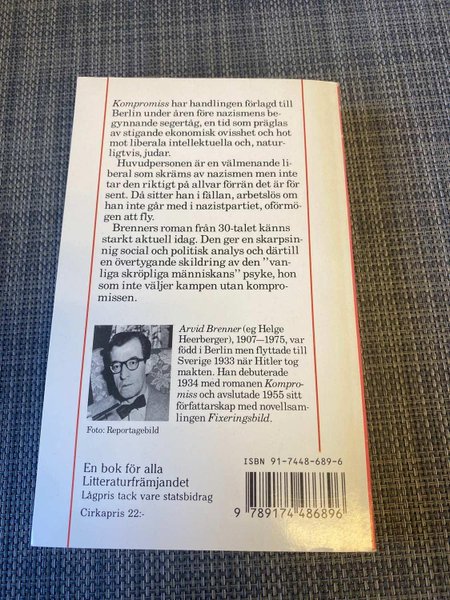 Kompromiss har handlingen förlagd till
Berlin under åren före nazismens be-
gynnande segertåg, en tid som präglas
av stigande ekonomisk ovisshet och hot
mot liberala intellektuella och, natur-
ligtvis, judar.
Huvudpersonen är en välmenande li-
beral som skräms av nazismen men inte
tar den riktigt på allvar förrän det är för
sent. Då sitter han i fällan, arbetslös om
han inte går med i nazistpartiet, oförmö-
gen att fly.
Brenners roman från 30-talet känns
starkt aktuell idag. Den ger en skarpsin-
nig social och politisk analys och därtill
en övertygande skildring av den ''van-
liga skröpliga människans'' psyke, hon
som inte väljer kampen utan kompro-
missen.
Arvid Brenner (eg Helge
Heerberger), 1907—1975, var
född i Berlin men flyttade till
Sverige 1933 när Hitler tog
makten. Han debuterade
1934 med romanen Kompro-
miss och avslutade 1955 sitt
författarskap med novellsam-
lingen Fixeringsbild.
Foto: Reportagebild
En bok för alla
Litteraturfrämjandet
Lågpris tack vare statsbidrag
Cirkapris 22:-
ISBN 91-7448-689-6
9 789174 486896